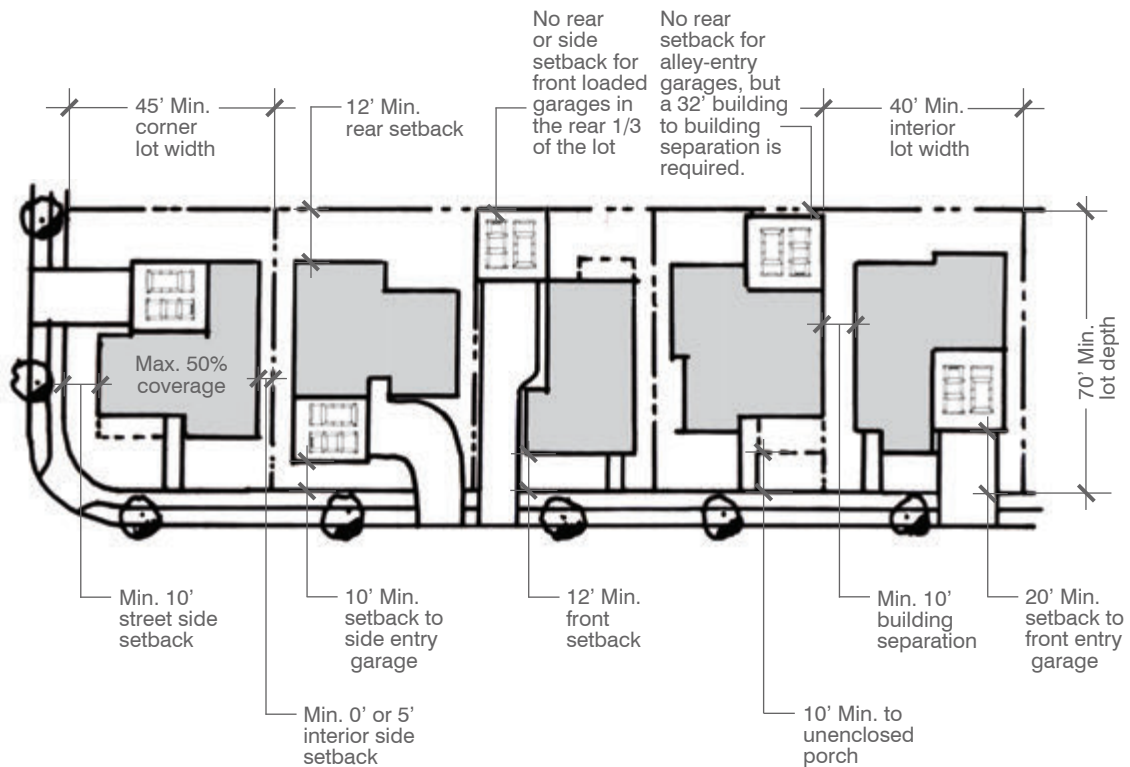 No rear
or side
setback for
front loaded
garages in
the rear 1/3
of the lot
No rear
setback for
alley-entry
garages, but
a 32’ building
to building
separation is
required.
45’ Min.
corner
lot width
12’ Min.
rear setback
40’ Min.
interior
lot width
Max. 50%
coverage
70’ Min.
lot depth
Min. 10’
street side
setback
10’ Min.
setback to
side entry
garage
12’ Min.
front
setback
Min. 10’
building
separation
20’ Min.
setback to
front entry
garage
Min. 0’ or 5’
interior side
setback
10’ Min. to
unenclosed
porch